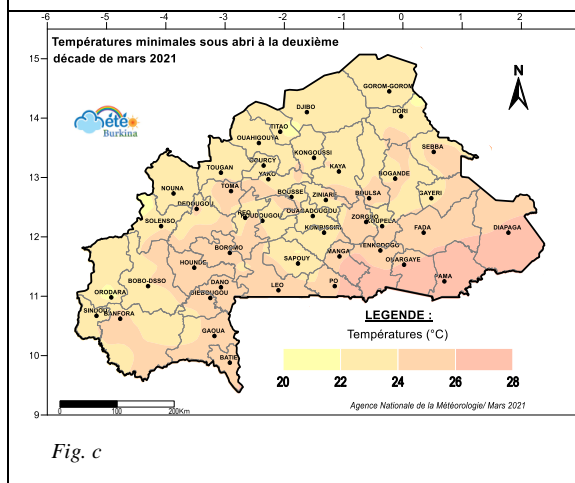 -6 -5 -4 -3 -2 -1 0 1 2
Températures minimales sous abri à la deuxième
décade de mars 2021
été
Burkina
N
15
14
13
12
11
10
9
GOROM-GOROM
DJIBO
DORI
TITAO
OUAHIGOUYA
SEBBA
KONGOUSSI
GOURCY
TOUGAN
KAYA
YAKO
BOGANDE
NOUNA
TOMA
BOUSSE
ZINIARE
BOULSA
GAYERI
DEDOUGOU
REO
KOUDOUGOU
OUAGADOUGOU
ZORGHO
KOUPELA
SOLENSO
KOMBISSIRI
FADA
DIAPAGA
BOROMO
MANGA
TENKODOGO
HOUNDE
SAPOUY
OUARGAYE
BOBO-DSSO
DANO
LEO
PO
PAMA
ORODARA
DIEBOUGOU
SINDOU
BANFORA
GAOUA
BATIE
LEGENDE :
Températures (°C)
20 22 24 26 28
0 100 200Km
Agence Nationale de la Météorologie/ Mars 2021
Fig. c